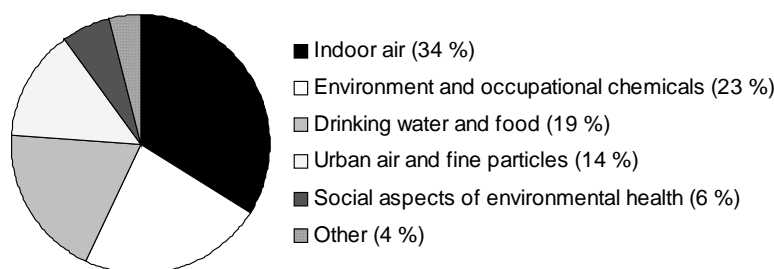 Indoor air (34 %)
Environment and occupational chemicals (23 %)
Drinking water and food (19 %)
Urban air and fine particles (14 %)
Social aspects of environmental health (6 %)
Other (4 %)